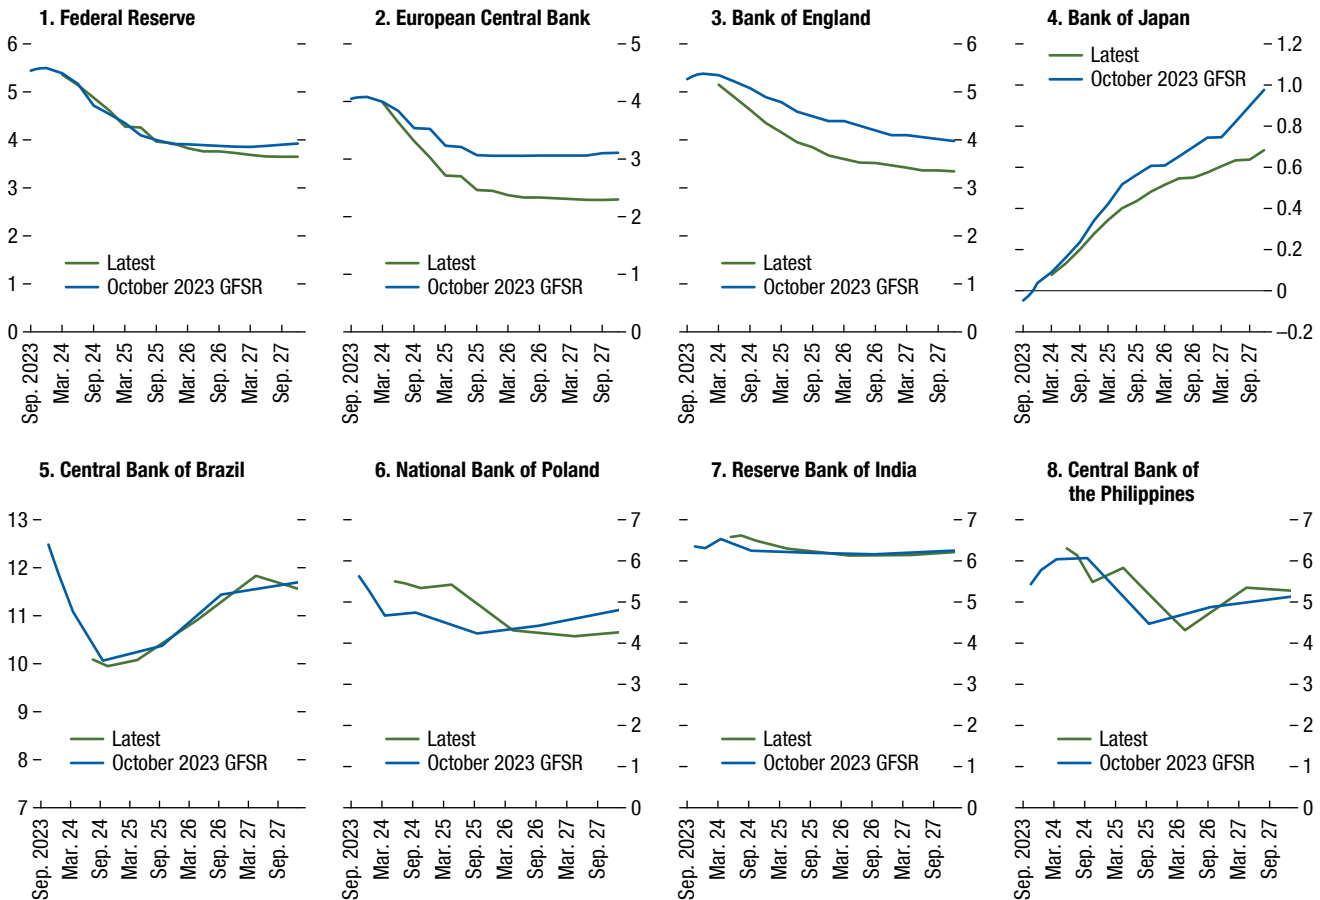 1. Federal Reserve
6
5
4
3
2
1
0
Latest
October 2023 GFSR
Sep. 2023
Mar. 24
Sep. 24
Mar. 25
Sep. 25
Mar. 26
Sep. 26
Mar. 27
Sep. 27
2. European Central Bank
5
4
3
2
1
0
Latest
October 2023 GFSR
Sep. 2023
Mar. 24
Sep. 24
Mar. 25
Sep. 25
Mar. 26
Sep. 26
Mar. 27
Sep. 27
3. Bank of England
6
5
4
3
2
1
0
Latest
October 2023 GFSR
Sep. 2023
Mar. 24
Sep. 24
Mar. 25
Sep. 25
Mar. 26
Sep. 26
Mar. 27
Sep. 27
4. Bank of Japan
Latest
October 2023 GFSR
1.2
1.0
0.8
0.6
0.4
0.2
0
–0.2
Sep. 2023
Mar. 24
Sep. 24
Mar. 25
Sep. 25
Mar. 26
Sep. 26
Mar. 27
Sep. 27
5. Central Bank of Brazil
13
12
11
10
9
8
7
Latest
October 2023 GFSR
Sep. 2023
Mar. 24
Sep. 24
Mar. 25
Sep. 25
Mar. 26
Sep. 26
Mar. 27
Sep. 27
6. National Bank of Poland
7
6
5
4
3
2
1
0
Latest
October 2023 GFSR
Sep. 2023
Mar. 24
Sep. 24
Mar. 25
Sep. 25
Mar. 26
Sep. 26
Mar. 27
Sep. 27
7. Reserve Bank of India
7
6
5
4
3
2
1
0
Latest
October 2023 GFSR
Sep. 2023
Mar. 24
Sep. 24
Mar. 25
Sep. 25
Mar. 26
Sep. 26
Mar. 27
Sep. 27
8. Central Bank of
the Philippines
7
6
5
4
3
2
1
0
Latest
October 2023 GFSR
Sep. 2023
Mar. 24
Sep. 24
Mar. 25
Sep. 25
Mar. 26
Sep. 26
Mar. 27
Sep. 27